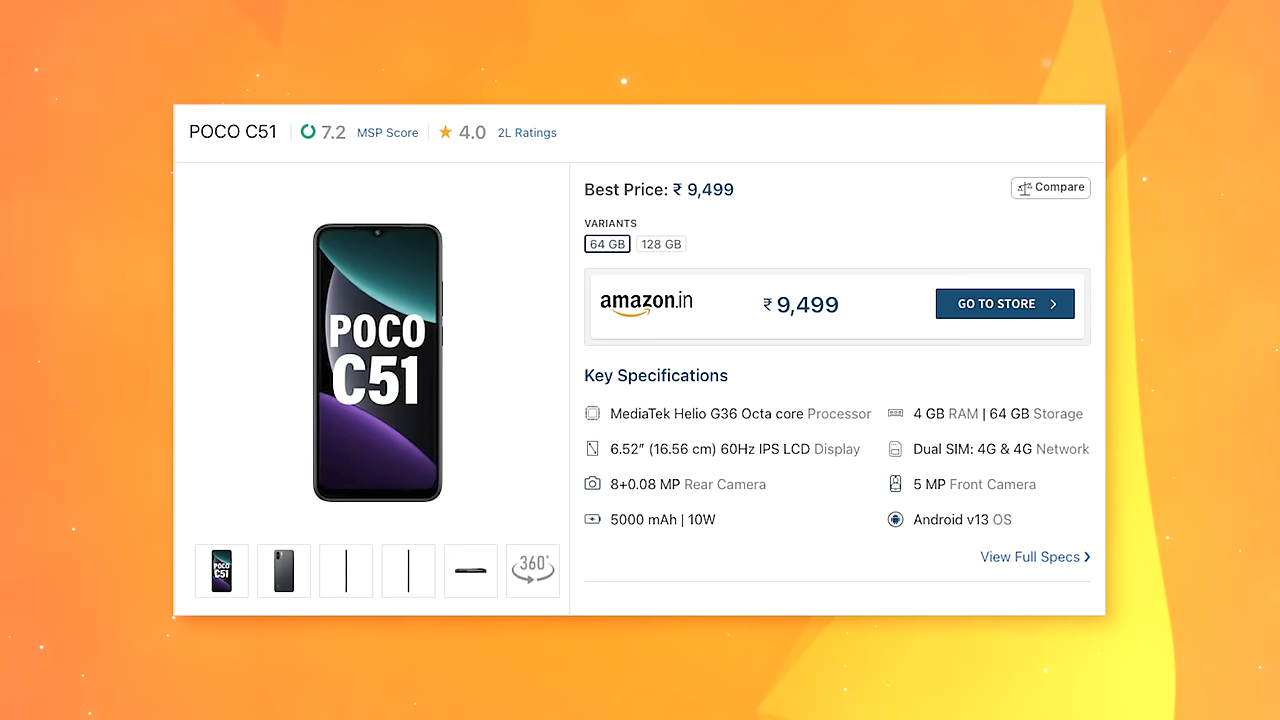 POCO C51 7.2 MSP Score 4.0 2L Ratings
POCO
C51
POCO
C51
360°
Best Price: ₹ 9,499
Compare
VARIANTS
64 GB 128 GB
amazon.in ₹ 9,499 GO TO STORE
Key Specifications
MediaTek Helio G36 Octa core Processor
4 GB RAM | 64 GB Storage
6.52” (16.56 cm) 60Hz IPS LCD Display
Dual SIM: 4G & 4G Network
8+0.08 MP Rear Camera
5 MP Front Camera
5000 mAh | 10W
Android v13 OS
View Full Specs